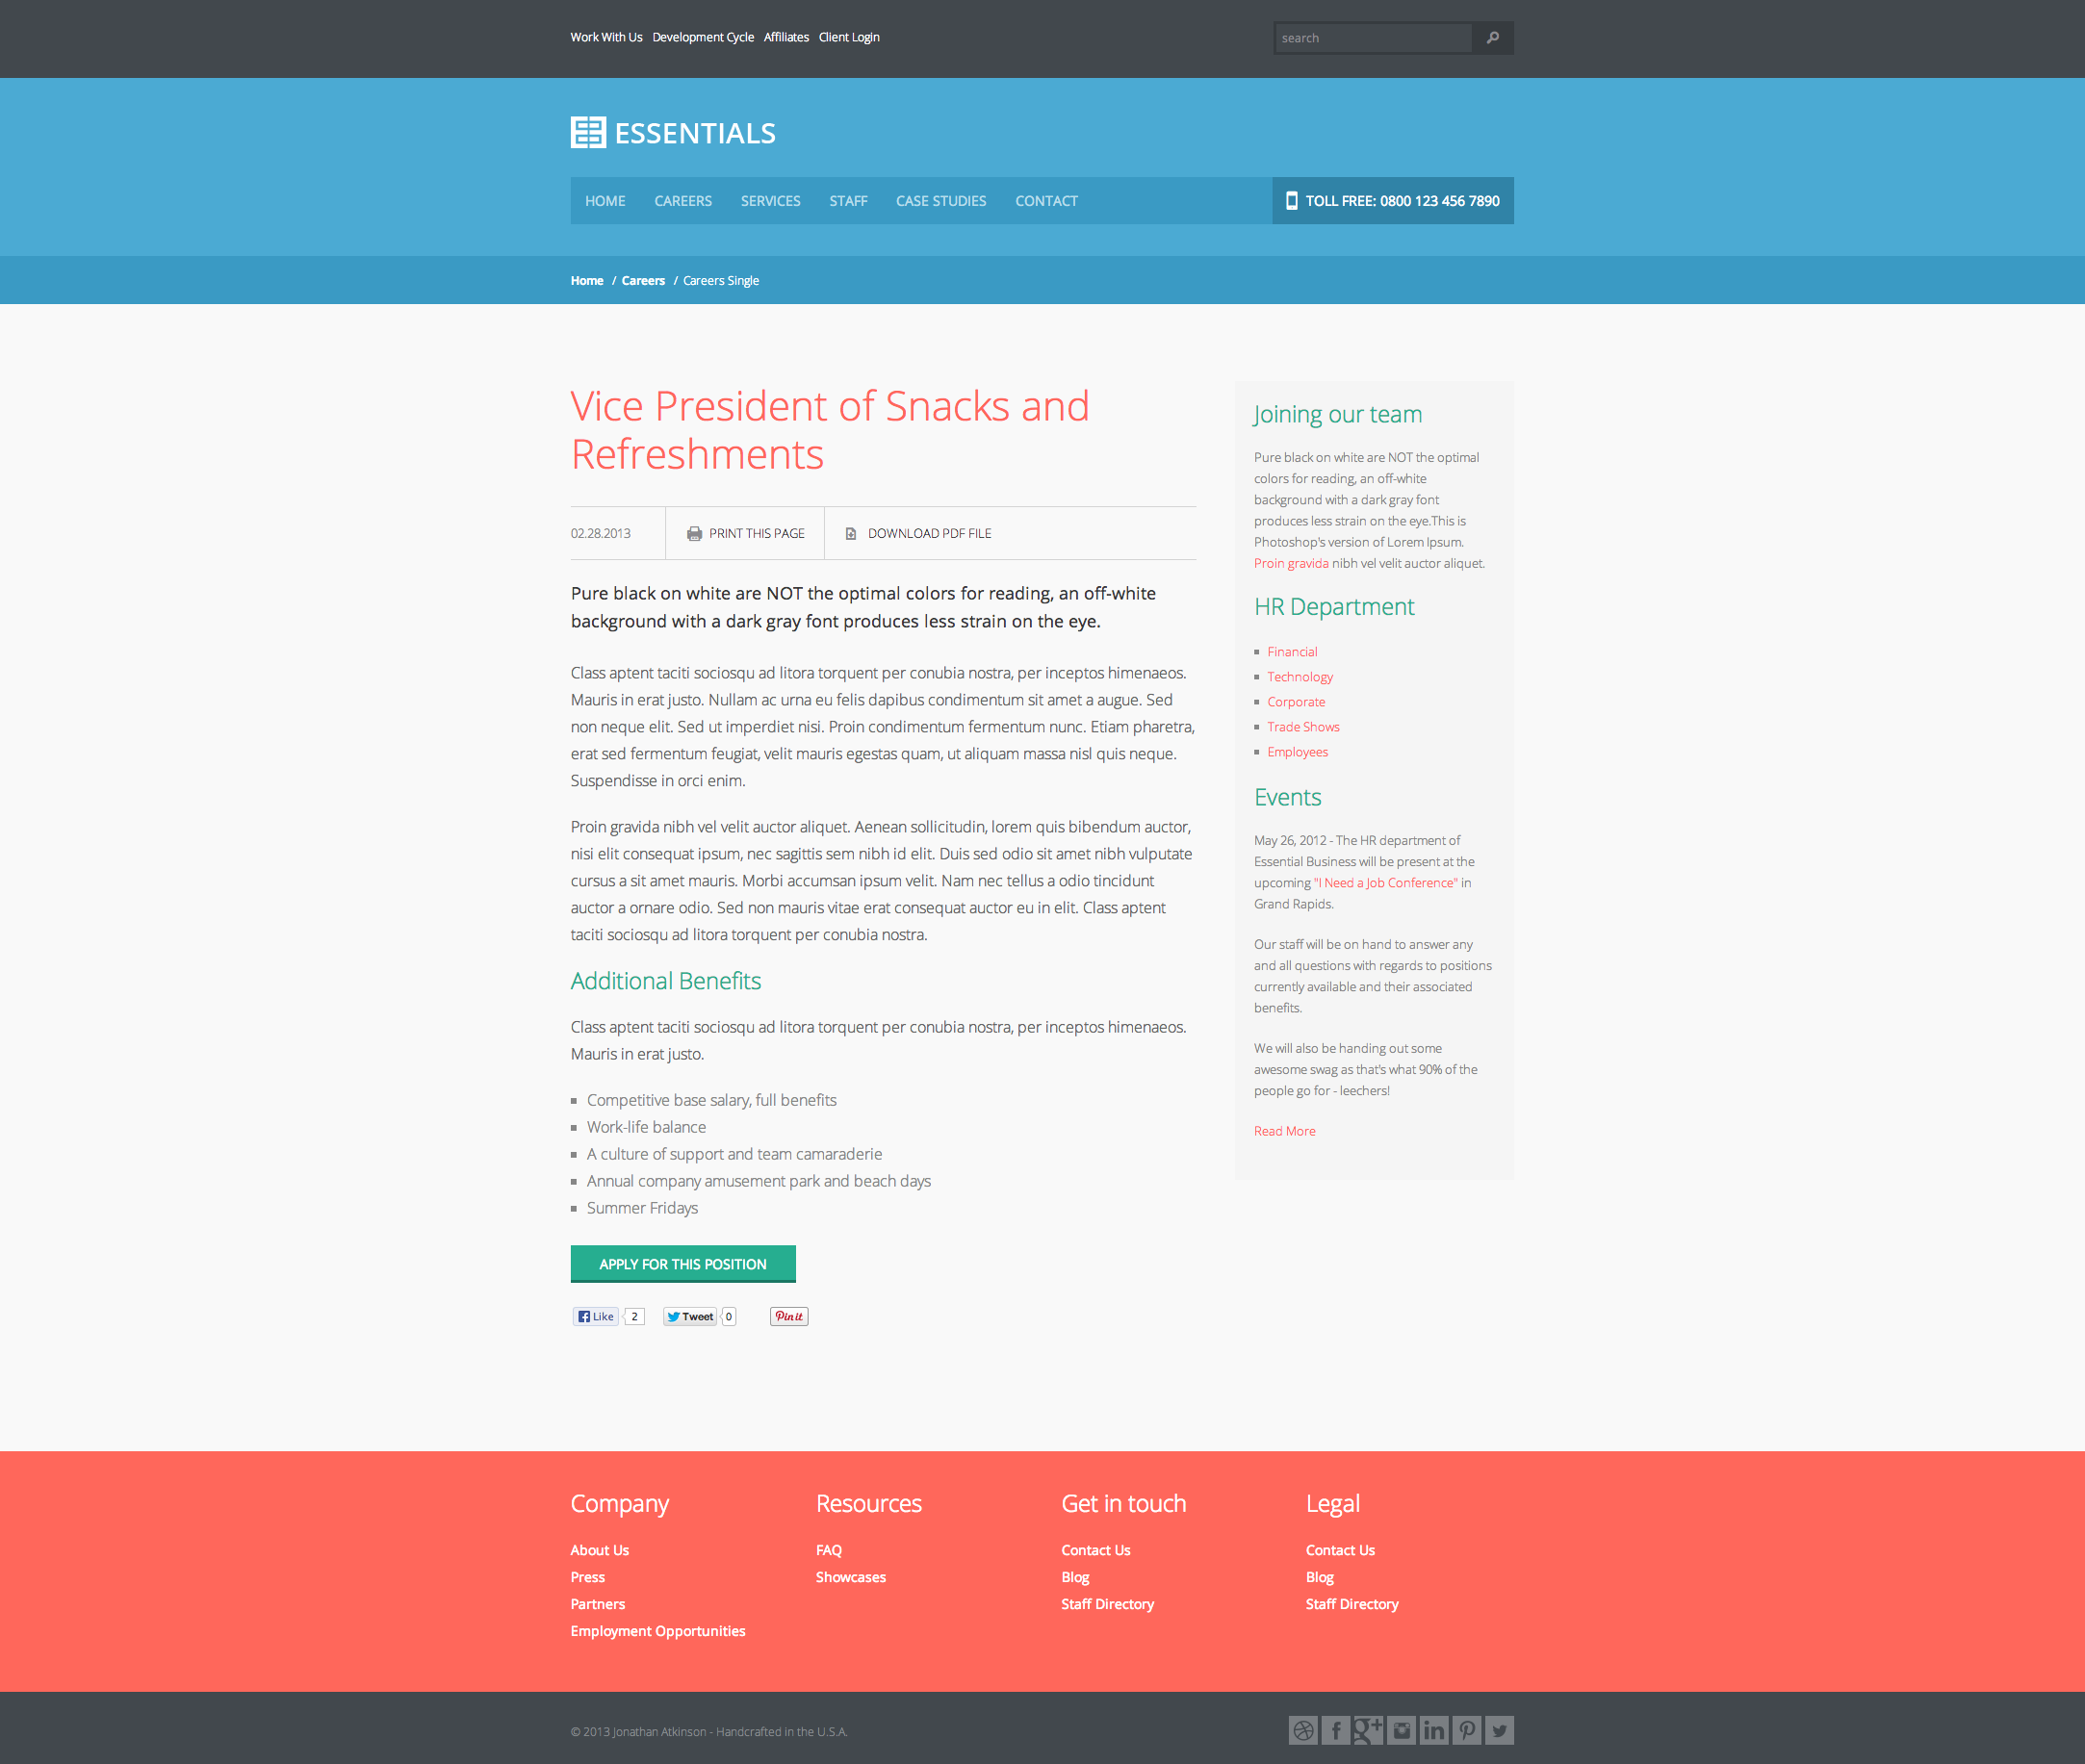 Work With Us Development Cycle Affiliates Client Login
search
ESSENTIALS
HOME CAREERS SERVICES STAFF CASE STUDIES CONTACT
TOLL FREE: 0800 123 456 7890
Home / Careers / Careers Single
Vice President of Snacks and
Refreshments
02.28.2013
PRINT THIS PAGE
DOWNLOAD PDF FILE
Pure black on white are NOT the optimal colors for reading, an off-white
background with a dark gray font produces less strain on the eye.
Class aptent taciti sociosqu ad litora torquent per conubia nostra, per inceptos himenaeos.
Mauris in erat justo. Nullam ac urna eu felis dapibus condimentum sit amet a augue. Sed
non neque elit. Sed ut imperdiet nisi. Proin condimentum fermentum nunc. Etiam pharetra,
erat sed fermentum feugiat, velit mauris egestas quam, ut aliquam massa nisl quis neque.
Suspendisse in orci enim.
Proin gravida nibh vel velit auctor aliquet. Aenean sollicitudin, lorem quis bibendum auctor,
nisi elit consequat ipsum, nec sagittis sem nibh id elit. Duis sed odio sit amet nibh vulputate
cursus a sit amet mauris. Morbi accumsan ipsum velit. Nam nec tellus a odio tincidunt
auctor a ornare odio. Sed non mauris vitae erat consequat auctor eu in elit. Class aptent
taciti sociosqu ad litora torquent per conubia nostra.
Additional Benefits
Class aptent taciti sociosqu ad litora torquent per conubia nostra, per inceptos himenaeos.
Mauris in erat justo.
Competitive base salary, full benefits
Work-life balance
A culture of support and team camaraderie
Annual company amusement park and beach days
Summer Fridays
APPLY FOR THIS POSITION
Like 2 Tweet 0 Pin it
Joining our team
Pure black on white are NOT the optimal
colors for reading, an off-white
background with a dark gray font
produces less strain on the eye.This is
Photoshop's version of Lorem Ipsum.
Proin gravida nibh vel velit auctor aliquet.
HR Department
Financial
Technology
Corporate
Trade Shows
Employees
Events
May 26, 2012 - The HR department of
Essential Business will be present at the
upcoming "I Need a Job Conference" in
Grand Rapids.
Our staff will be on hand to answer any
and all questions with regards to positions
currently available and their associated
benefits.
We will also be handing out some
awesome swag as that's what 90% of the
people go for - leechers!
Read More
Company
About Us
Press
Partners
Employment Opportunities
Resources
FAQ
Showcases
Get in touch
Contact Us
Blog
Staff Directory
Legal
Contact Us
Blog
Staff Directory
© 2013 Jonathan Atkinson - Handcrafted in the U.S.A.